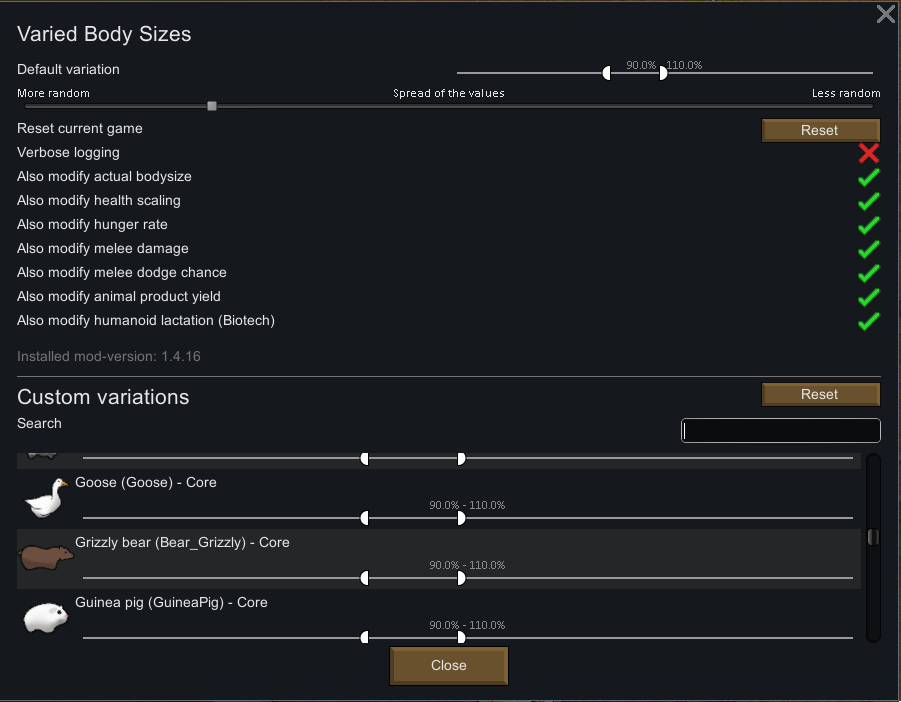 Varied Body Sizes
Default variation
90.0% - 110.0%
More random
Spread of the values
Less random
Reset current game
Reset
Verbose logging
Also modify actual bodysize
Also modify health scaling
Also modify hunger rate
Also modify melee damage
Also modify melee dodge chance
Also modify animal product yield
Also modify humanoid lactation (Biotech)
Installed mod-version: 1.4.16
Custom variations
Reset
Search
Goose (Goose) - Core
90.0% - 110.0%
Grizzly bear (Bear_Grizzly) - Core
90.0% - 110.0%
Guinea pig (GuineaPig) - Core
90.0% - 110.0%
Close